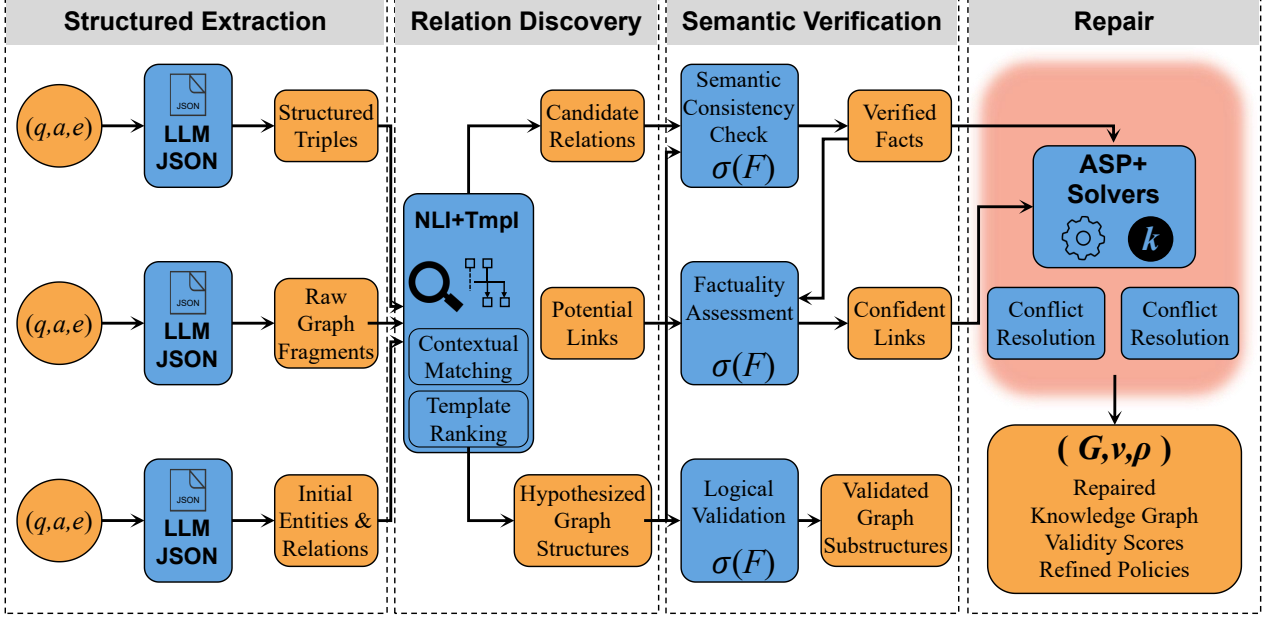 Structured Extraction
Relation Discovery
Semantic Verification
Repair
(q,a,e)
JSON
LLM
JSON
Structured
Triples
(q,a,e)
JSON
LLM
JSON
Raw
Graph
Fragments
(q,a,e)
JSON
LLM
JSON
Initial
Entities &
Relations
NLI+Tmpl
Contextual
Matching
Template
Ranking
Candidate
Relations
Potential
Links
Hypothesized
Graph
Structures
Semantic
Consistency
Check
σ(F)
Verified
Facts
Factuality
Assessment
σ(F)
Confident
Links
Logical
Validation
σ(F)
Validated
Graph
Substructures
ASP+
Solvers
k
Conflict
Resolution
Conflict
Resolution
( G,v,ρ )
Repaired
Knowledge Graph
Validity Scores
Refined Policies